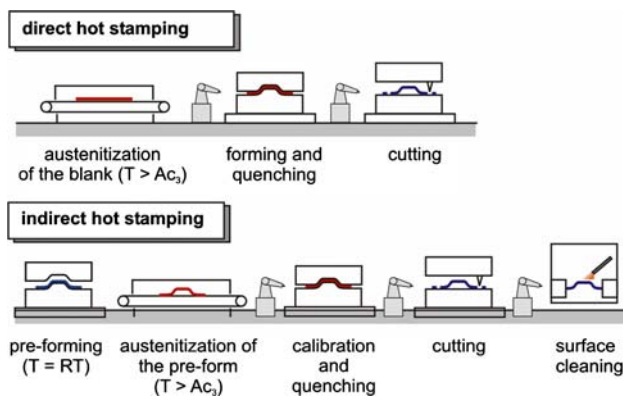 direct hot stamping
austenitization
of the blank (T > Ac₃)
forming and
quenching
cutting
indirect hot stamping
pre-forming
(T = RT)
austenitization of
the pre-form
(T > Ac₃)
calibration
and
quenching
cutting
surface
cleaning